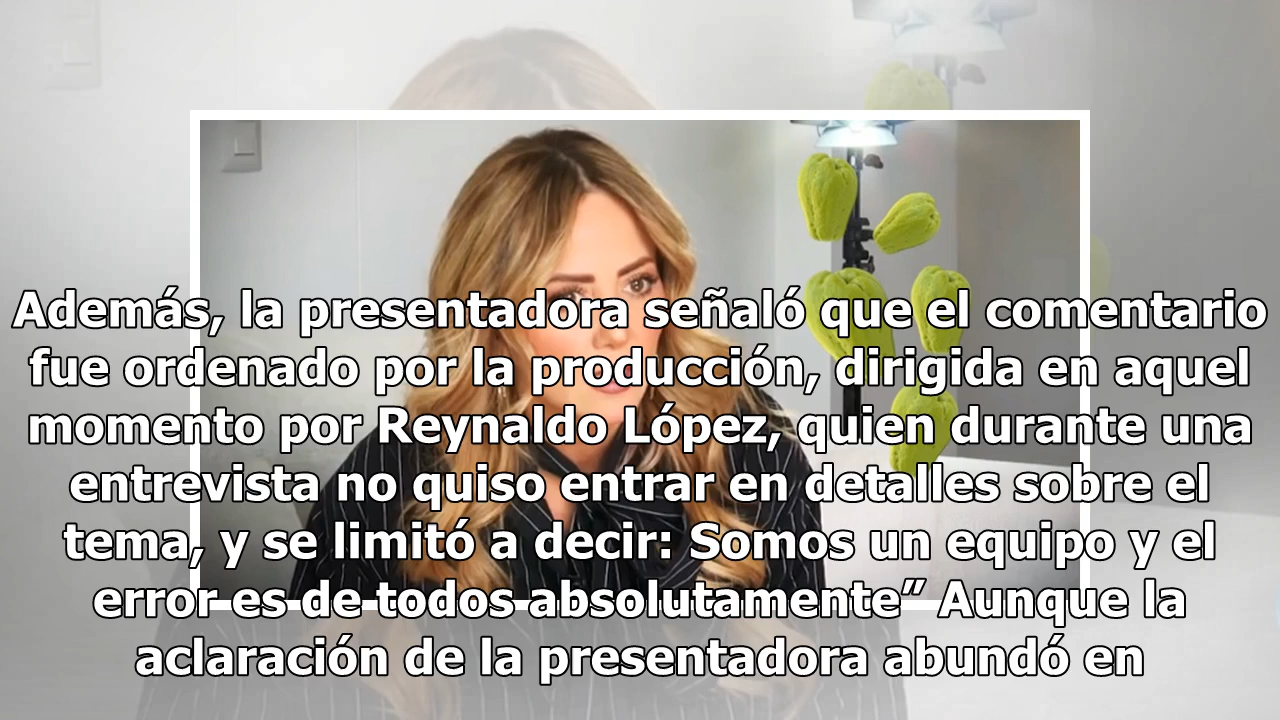 Además, la presentadora señaló que el comentario
fue ordenado por la producción, dirigida en aquel
momento por Reynaldo López, quien durante una
entrevista no quiso entrar en detalles sobre el
tema, y se limitó a decir: Somos un equipo y el
error es de todos absolutamente” Aunque la
aclaración de la presentadora abundó en